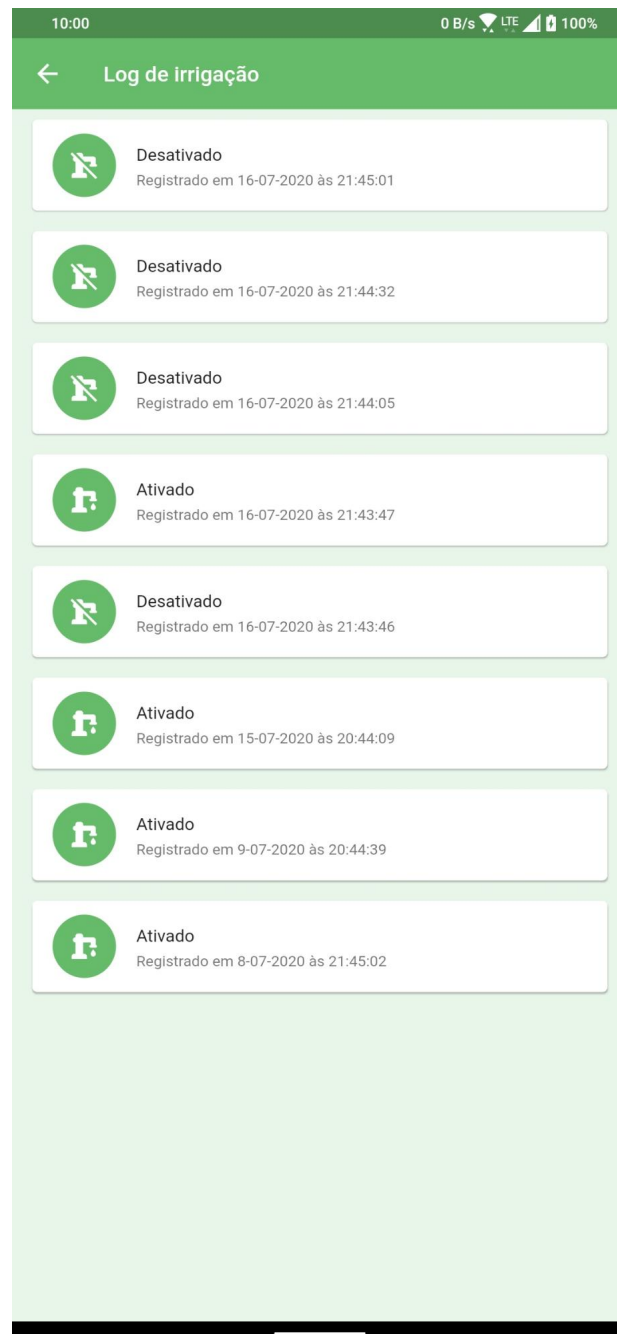 10:00 0 B/s LTE 100%
Log de irrigação
Desativado
Registrado em 16-07-2020 às 21:45:01
Desativado
Registrado em 16-07-2020 às 21:44:32
Desativado
Registrado em 16-07-2020 às 21:44:05
Ativado
Registrado em 16-07-2020 às 21:43:47
Desativado
Registrado em 16-07-2020 às 21:43:46
Ativado
Registrado em 15-07-2020 às 20:44:09
Ativado
Registrado em 9-07-2020 às 20:44:39
Ativado
Registrado em 8-07-2020 às 21:45:02